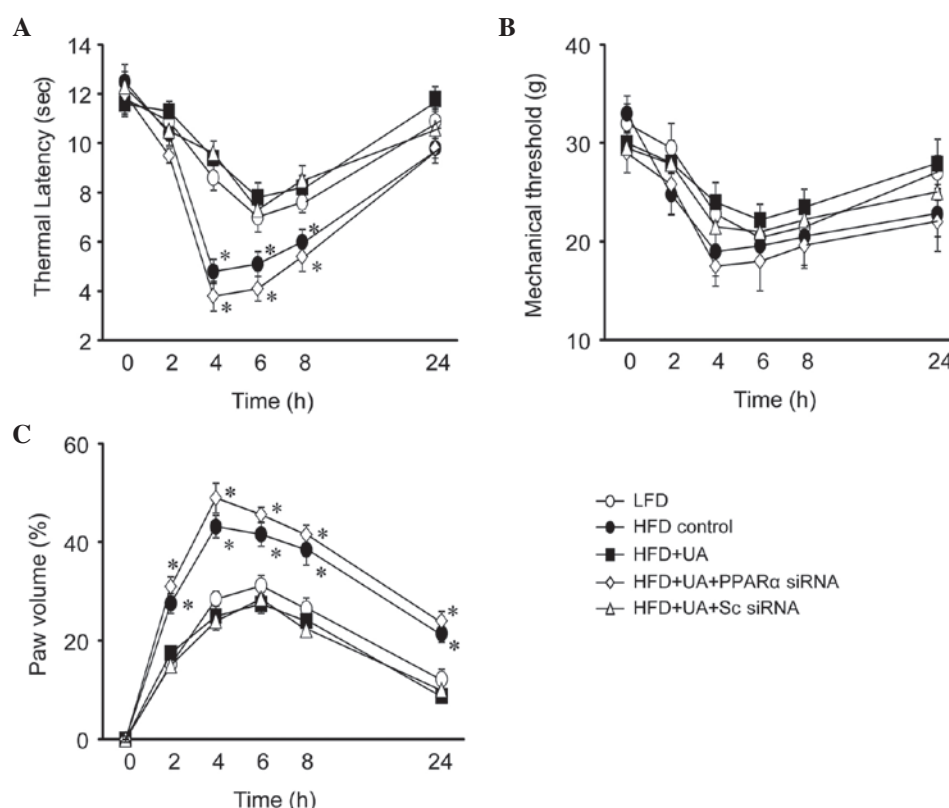 A
Thermal Latency (sec)
14
12
10
8
6
4
2
* * *
* * *
0 2 4 6 8 24
Time (h)
B
Mechanical threshold (g)
40
30
20
10
0 2 4 6 8 24
Time (h)
C
Paw volume (%)
60
40
20
0
* * * * *
* * * * *
0 2 4 6 8 24
Time (h)
LFD
HFD control
HFD+UA
HFD+UA+PPARα siRNA
HFD+UA+Sc siRNA